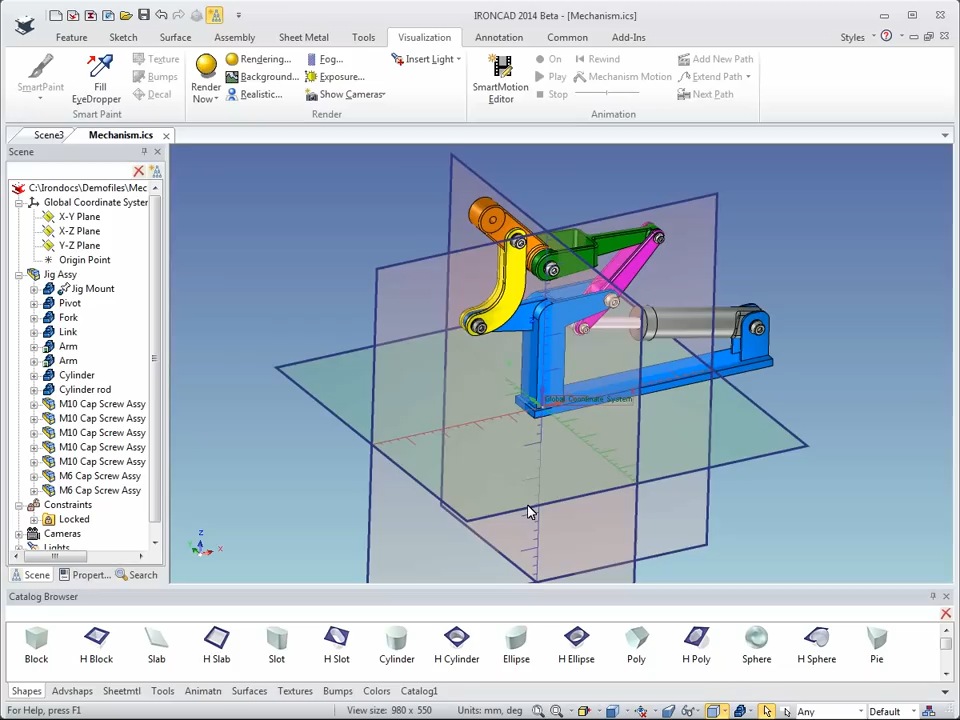 IRONCAD 2014 Beta - [Mechanism.ics]
Feature Sketch Surface Assembly Sheet Metal Tools Visualization Annotation Common Add-Ins Styles
SmartPaint
Fill EyeDropper
Texture
Bumps
Decal
Smart Paint
Render Now
Rendering...
Background...
Realistic...
Fog...
Exposure...
Show Cameras
Insert Light
Render
SmartMotion Editor
On
Play
Stop
Rewind
Mechanism Motion
Add New Path
Extend Path
Next Path
Animation
Scene3 Mechanism.ics
Scene
C:\Irondocs\Demofiles\Mec
Global Coordinate System
X-Y Plane
X-Z Plane
Y-Z Plane
Origin Point
Jig Assy
Jig Mount
Pivot
Fork
Link
Arm
Arm
Cylinder
Cylinder rod
M10 Cap Screw Assy
M10 Cap Screw Assy
M10 Cap Screw Assy
M10 Cap Screw Assy
M10 Cap Screw Assy
M6 Cap Screw Assy
M6 Cap Screw Assy
Constraints
Locked
Cameras
Lights
Scene Propert... Search
Global Coordinate System
Z
X
Catalog Browser
Block H Block Slab H Slab Slot H Slot Cylinder H Cylinder Ellipse H Ellipse Poly H Poly Sphere H Sphere Pie
Shapes Advshaps Sheetmtl Tools Animatn Surfaces Textures Bumps Colors Catalog1
For Help, press F1 View size: 980 x 550 Units: mm, deg Any Default